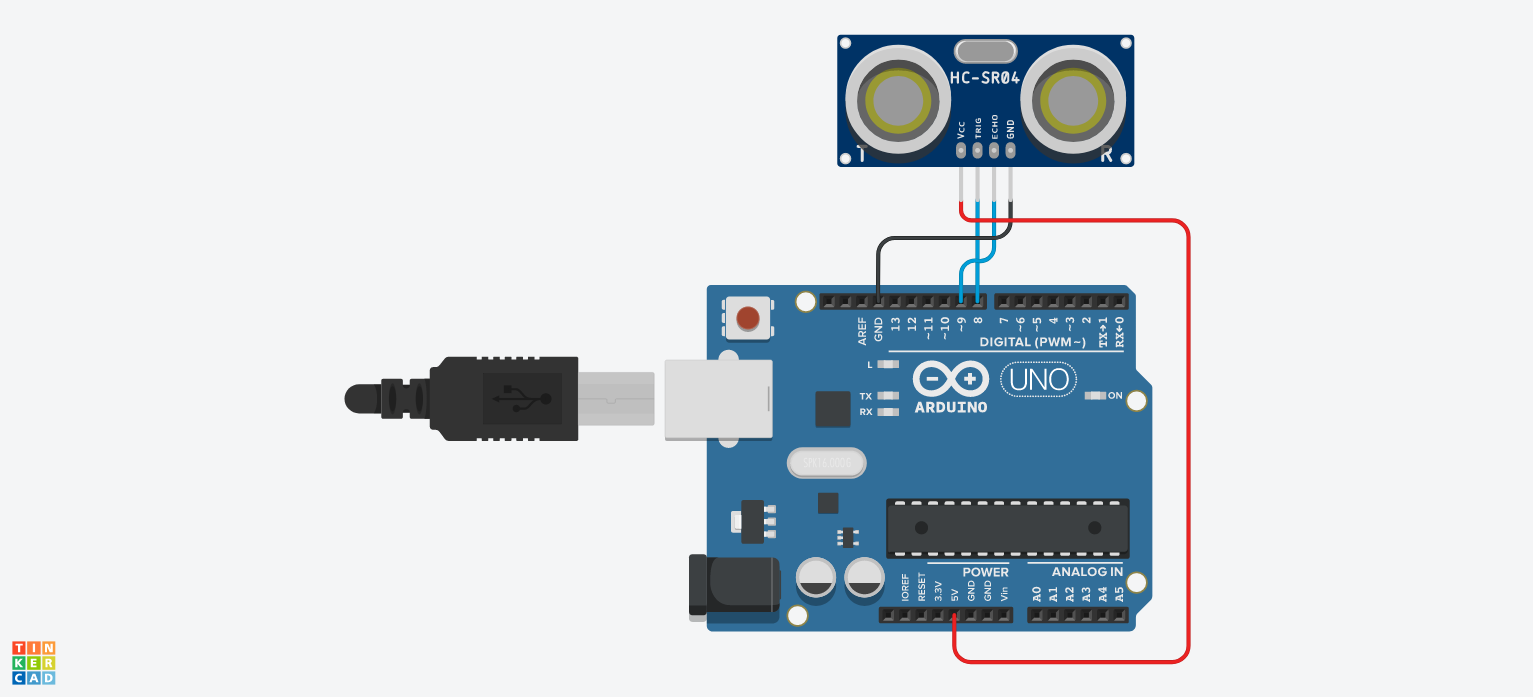 HC-SR04
Vcc
TRIG
ECHO
GND
T
R
AREF
GND
13
12
~11
~10
~9
8
7
~6
~5
4
~3
2
TX→1
RX←0
DIGITAL (PWM~)
L
TX
RX
ARDUINO
UNO
ON
POWER
ANALOG IN
IOREF
RESET
3.3V
5V
GND
GND
Vin
A0
A1
A2
A3
A4
A5
TIN
KER
CAD